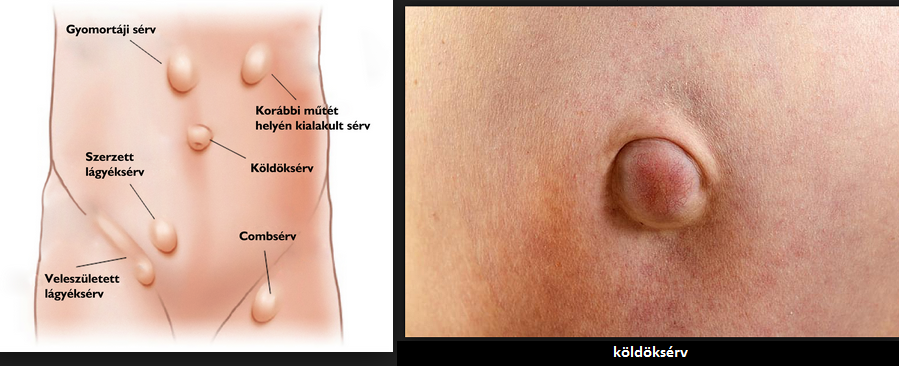 Gyomortáji sérv
Korábbi műtét
helyén kialakult sérv
Szerzett
lágyéksérv
Köldöksérv
Combsérv
Veleszületett
lágyéksérv
köldöksérv